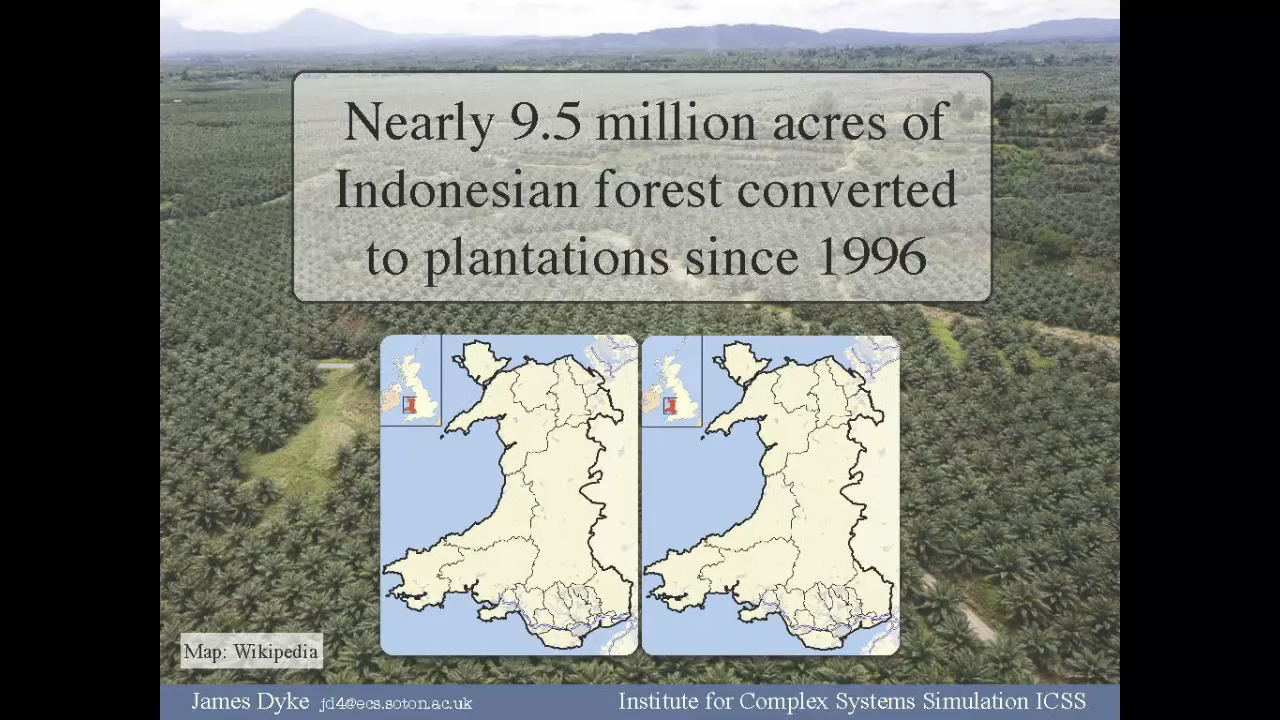 Nearly 9.5 million acres of
Indonesian forest converted
to plantations since 1996
Map: Wikipedia
James Dyke jd4@ecs.soton.ac.uk
Institute for Complex Systems Simulation ICSS